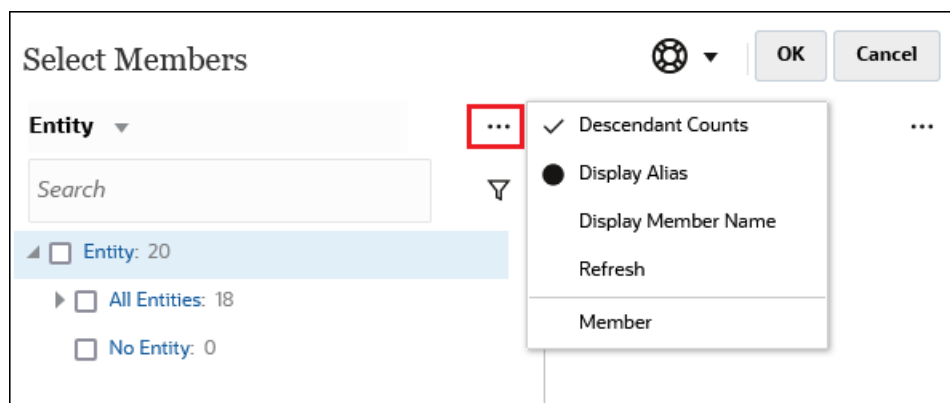 Select Members
OK
Cancel
Entity
Search
Entity: 20
All Entities: 18
No Entity: 0
Descendant Counts
Display Alias
Display Member Name
Refresh
Member